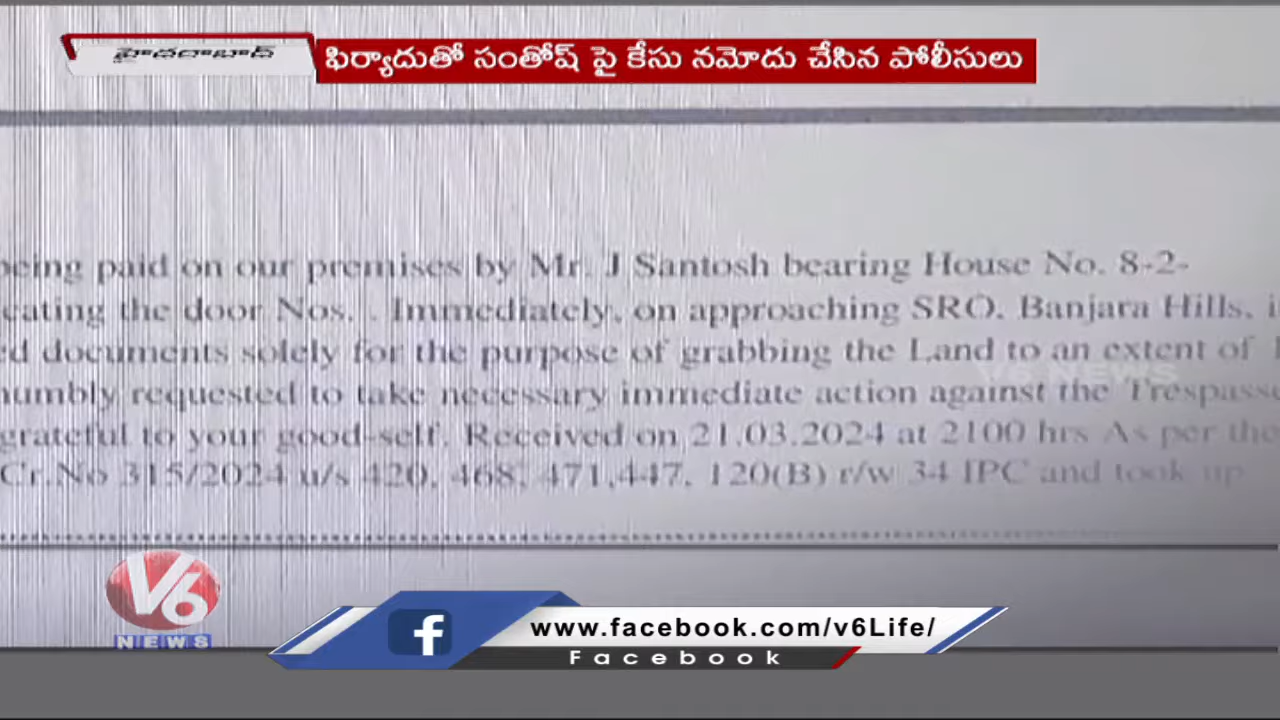 హైదరాబాద్
ఫిర్యాదుతో సంతోష్ పై కేసు నమోదు చేసిన పోలీసులు
being paid on our premises by Mr. J Santosh bearing House No. 8-2-
eating the door Nos. . Immediately, on approaching SRO, Banjara Hills, i
ed documents solely for the purpose of grabbing the Land to an extent of
humbly requested to take necessary immediate action against the Trespasse
grateful to your good-self. Received on 21.03.2024 at 2100 hrs As per the
Cr.No 315/2024 u/s 420, 468, 471,447, 120(B) r/w 34 IPC and took up
V6 NEWS
V6
NEWS
f
www.facebook.com/v6Life/
Facebook